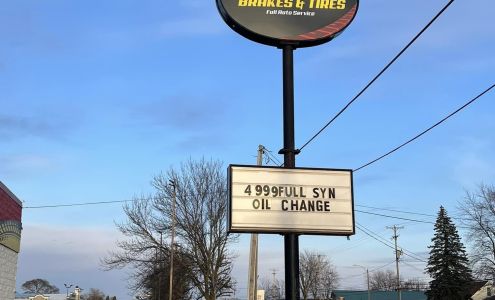 BRAKES & TIRES
Full Auto Service
4 999FULL SYN
OIL CHANGE